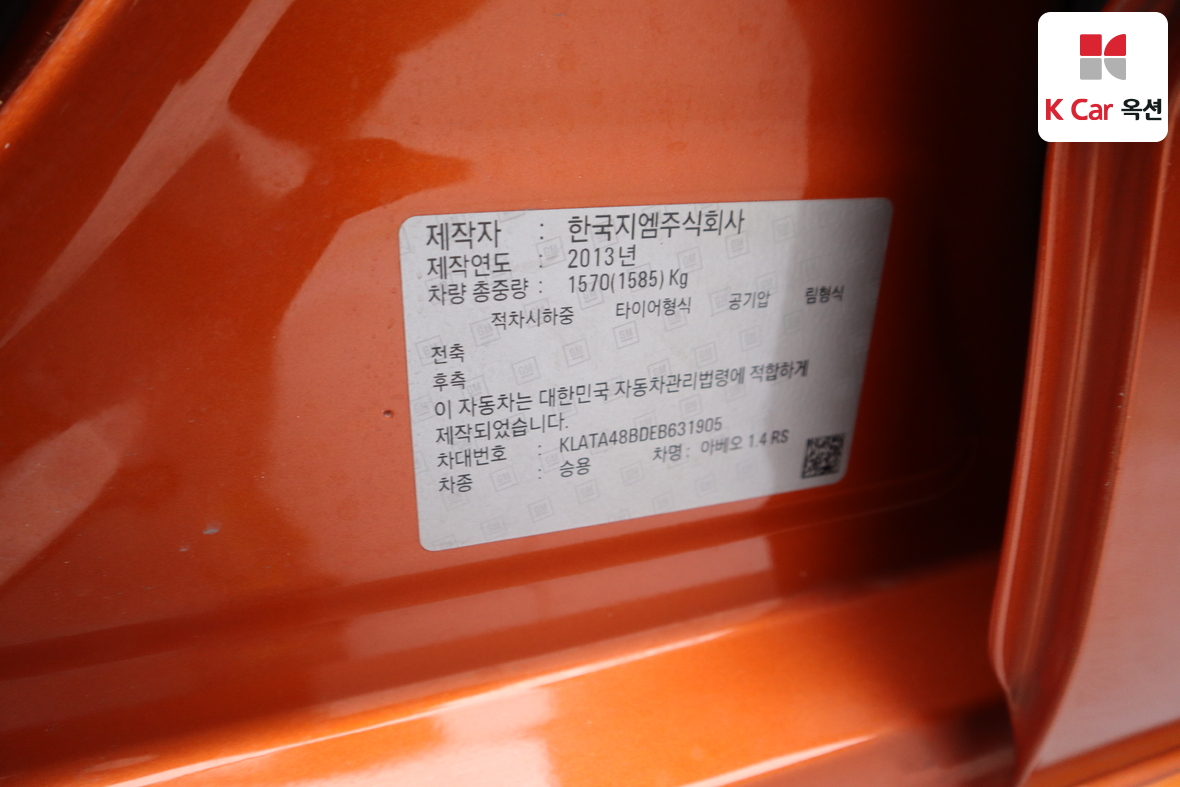 K Car 옥션
제작자 : 한국지엠주식회사
제작연도 : 2013년
차량 총중량 : 1570(1585) Kg
적차시하중 타이어형식 공기압 림형식
전축
후측
이 자동차는 대한민국 자동차관리법령에 적합하게
제작되었습니다.
차대번호 : KLATA48BDEB631905
차종 : 승용 차명 : 아베오 1.4 RS